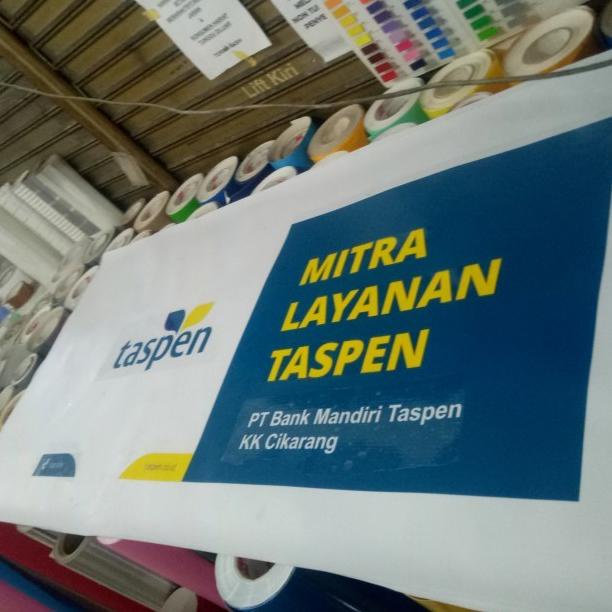 Lift Kiri
MITRA
LAYANAN
TASPEN
taspen
PT Bank Mandiri Taspen
KK Cikarang